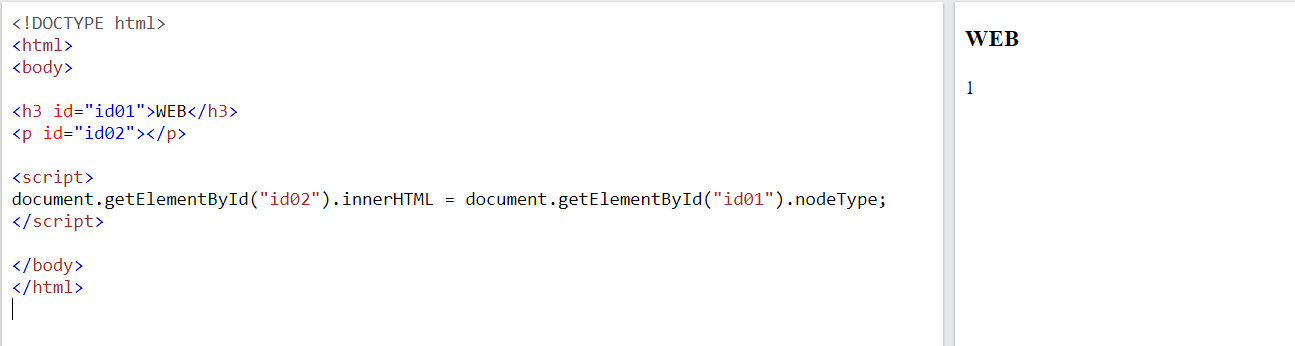 <!DOCTYPE html>
<html>
<body>
<h3 id="id01">WEB</h3>
<p id="id02"></p>
<script>
document.getElementById("id02").innerHTML = document.getElementById("id01").nodeType;
</script>
</body>
</html>
WEB
1